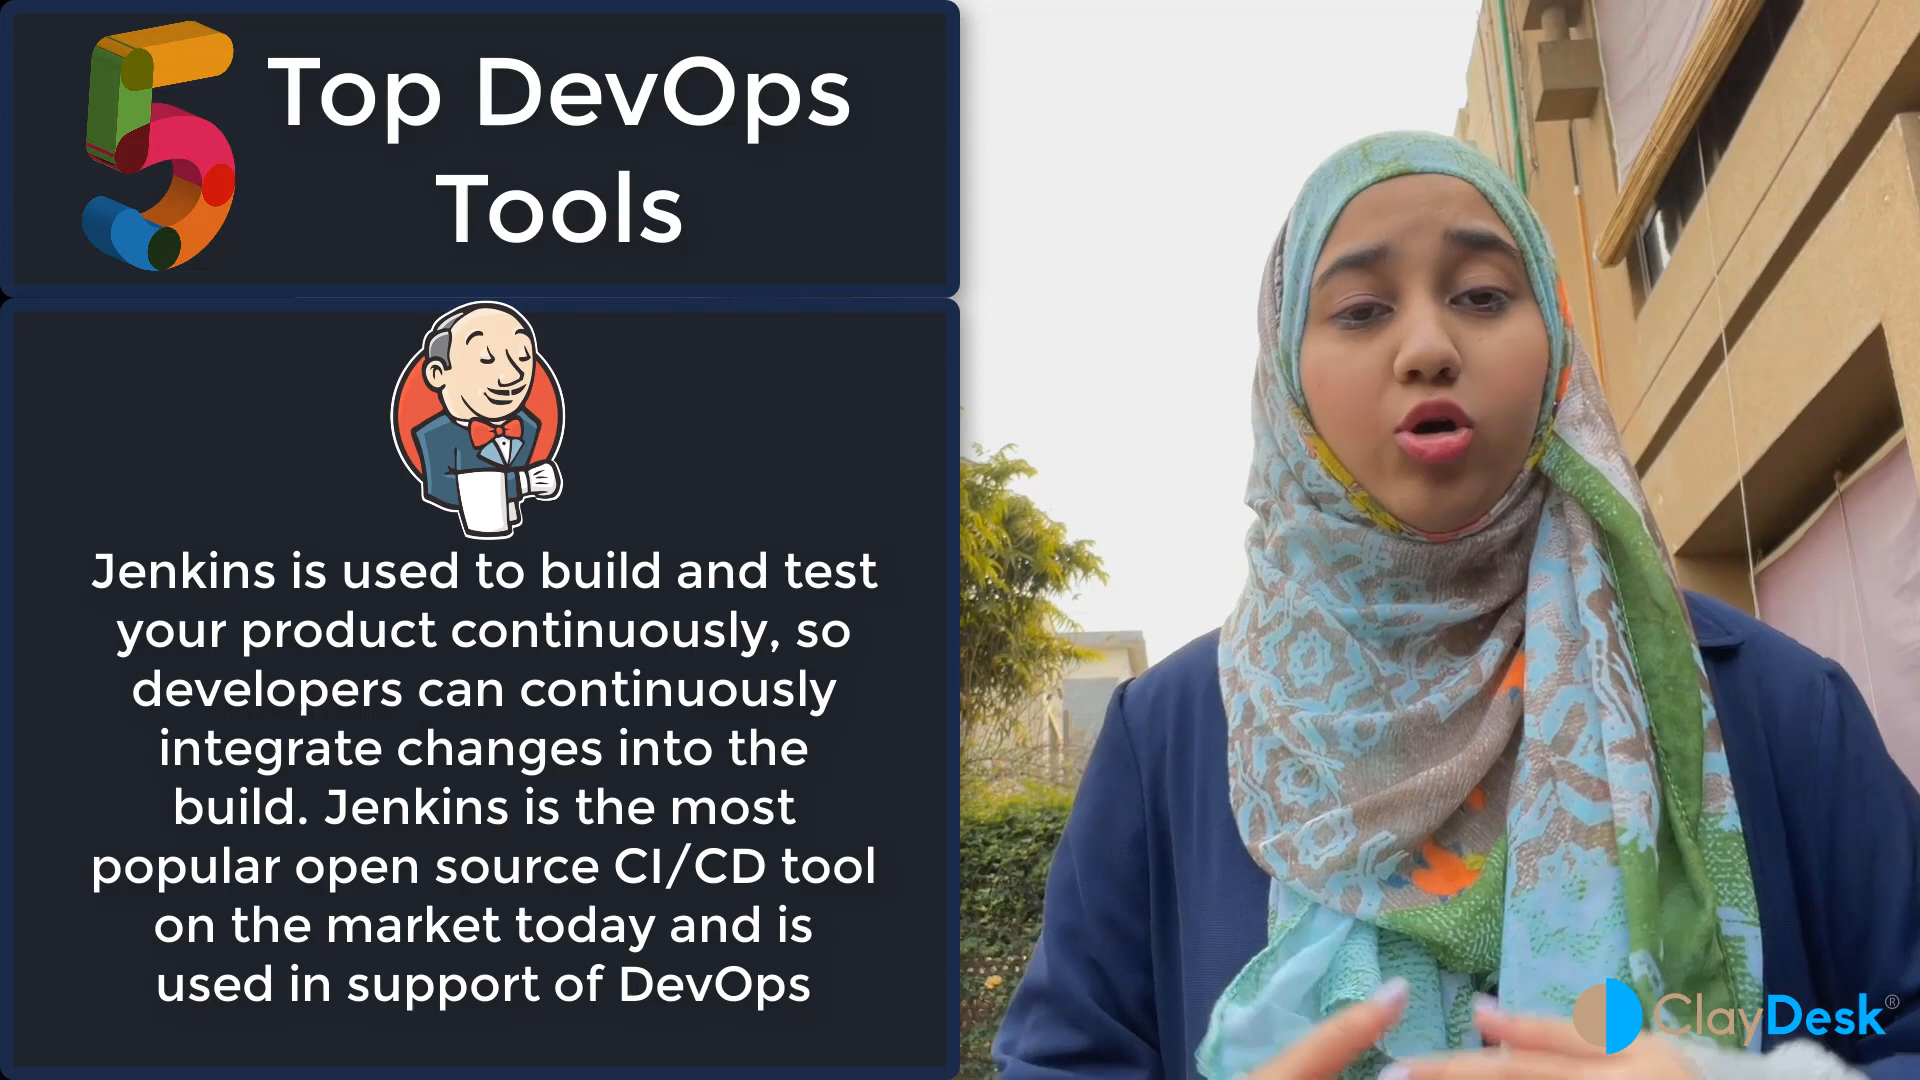 5 Top DevOps
Tools
Jenkins is used to build and test
your product continuously, so
developers can continuously
integrate changes into the
build. Jenkins is the most
popular open source CI/CD tool
on the market today and is
used in support of DevOps
ClayDesk®